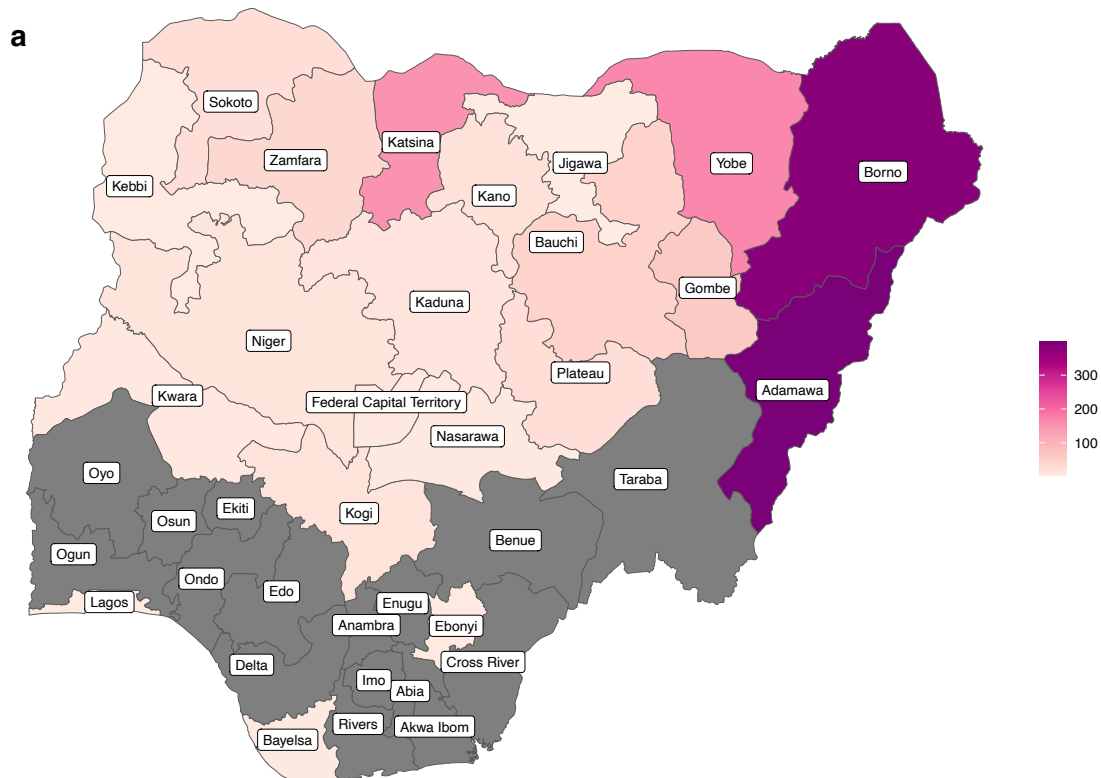 a
Sokoto
Katsina
Zamfara
Jigawa
Yobe
Borno
Kebbi
Kano
Bauchi
Gombe
Kaduna
Niger
Plateau
300
200
100
Adamawa
Kwara
Federal Capital Territory
Nasarawa
Oyo
Taraba
Ekiti
Kogi
Osun
Benue
Ogun
Ondo
Edo
Lagos
Enugu
Anambra
Ebonyi
Delta
Cross River
Imo
Abia
Rivers
Akwa Ibom
Bayelsa